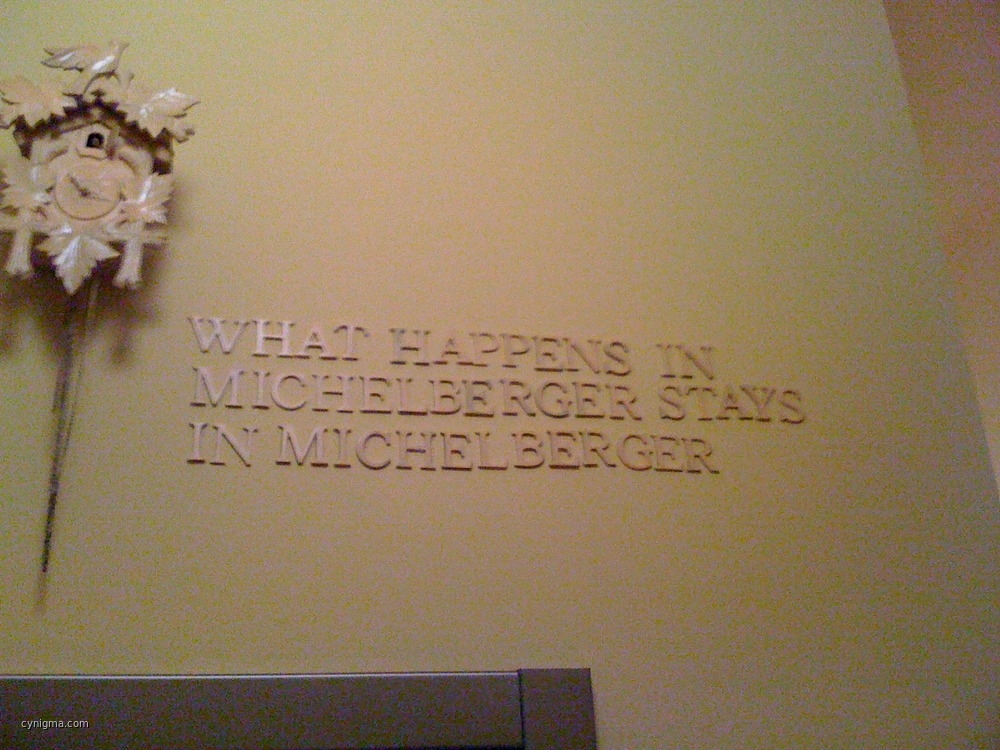 WHAT HAPPENS IN
MICHELBERGER STAYS
IN MICHELBERGER
cynigma.com